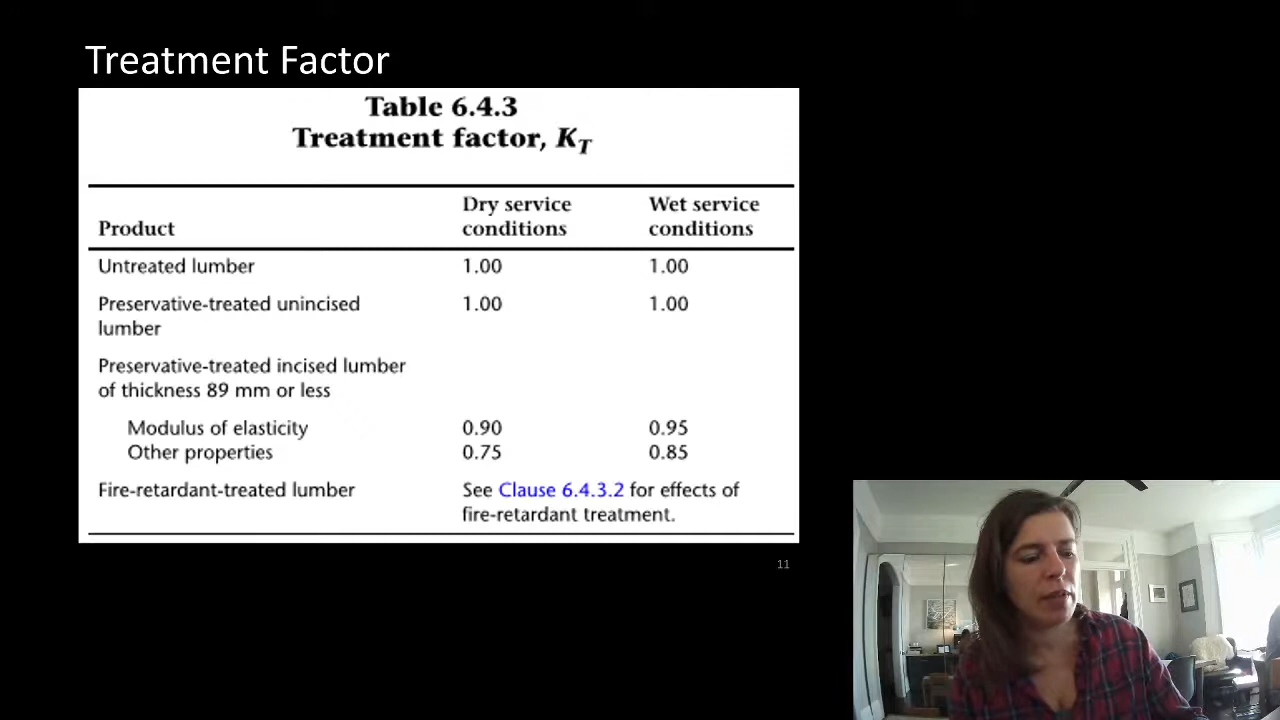 Treatment Factor
Table 6.4.3
Treatment factor, K_T
Dry service Wet service
Product conditions conditions
Untreated lumber 1.00 1.00
Preservative-treated unincised 1.00 1.00
lumber
Preservative-treated incised lumber
of thickness 89 mm or less
Modulus of elasticity 0.90 0.95
Other properties 0.75 0.85
Fire-retardant-treated lumber See Clause 6.4.3.2 for effects of
fire-retardant treatment.
11